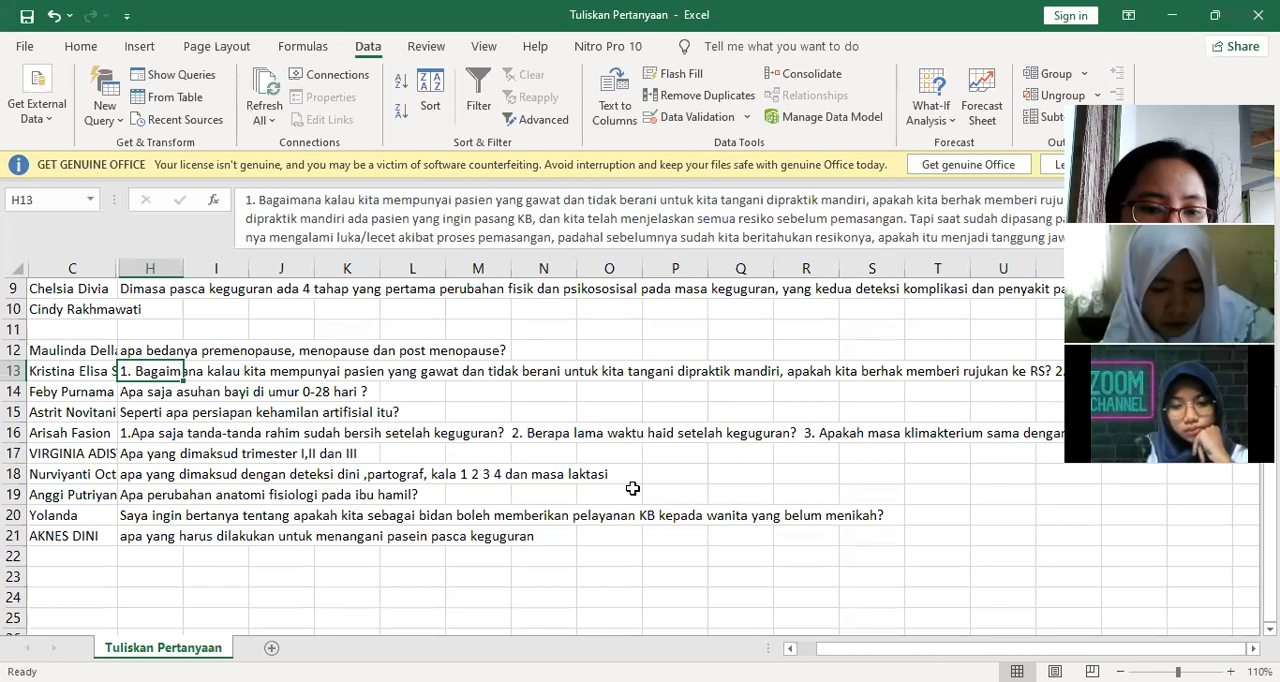 Tuliskan Pertanyaan - Excel
Sign in
File Home Insert Page Layout Formulas Data Review View Help Nitro Pro 10 Tell me what you want to do Share
Get External Data
New Query
Show Queries
From Table
Recent Sources
Get & Transform
Refresh All
Connections
Properties
Edit Links
Connections
Sort
Filter
Clear
Reapply
Advanced
Sort & Filter
Text to Columns
Flash Fill
Remove Duplicates
Data Validation
Consolidate
Relationships
Manage Data Model
Data Tools
What-If Analysis
Forecast Sheet
Forecast
Group
Ungroup
GET GENUINE OFFICE Your license isn't genuine, and you may be a victim of software counterfeiting. Avoid interruption and keep your files safe with genuine Office today. Get genuine Office
H13
fx
1. Bagaimana kalau kita mempunyai pasien yang gawat dan tidak berani untuk kita tangani dipraktik mandiri, apakah kita berhak memberi
dipraktik mandiri ada pasien yang ingin pasang KB, dan kita telah menjelaskan semua resiko sebelum pemasangan. Tapi saat sudah dipasang
nya mengalami luka/lecet akibat proses pemasangan, padahal sebelumnya sudah kita beritahukan resikonya, apakah itu menjadi tanggung
C H I J K L M N O P Q R S T U
9 Chelsia Divia Dimasa pasca keguguran ada 4 tahap yang pertama perubahan fisik dan psikososisal pada masa keguguran, yang kedua deteksi komplikasi dan penyakit
10 Cindy Rakhmawati
11
12 Maulinda Della apa bedanya premenopause, menopause dan post menopause?
13 Kristina Elisa S 1. Bagaimana kalau kita mempunyai pasien yang gawat dan tidak berani untuk kita tangani dipraktik mandiri, apakah kita berhak memberi rujukan ke RS? 2.
14 Feby Purnama Apa saja asuhan bayi di umur 0-28 hari ?
15 Astrit Novitani Seperti apa persiapan kehamilan artifisial itu?
16 Arisah Fasion 1.Apa saja tanda-tanda rahim sudah bersih setelah keguguran? 2. Berapa lama waktu haid setelah keguguran? 3. Apakah masa klimakterium sama dengan
17 VIRGINIA ADIS Apa yang dimaksud trimester I,II dan III
18 Nurviyanti Oct apa yang dimaksud dengan deteksi dini ,partograf, kala 1 2 3 4 dan masa laktasi
19 Anggi Putriyan Apa perubahan anatomi fisiologi pada ibu hamil?
20 Yolanda Saya ingin bertanya tentang apakah kita sebagai bidan boleh memberikan pelayanan KB kepada wanita yang belum menikah?
21 AKNES DINI apa yang harus dilakukan untuk menangani pasein pasca keguguran
22
23
24
25
ZOOM
CHANNEL
Tuliskan Pertanyaan
Ready
110%